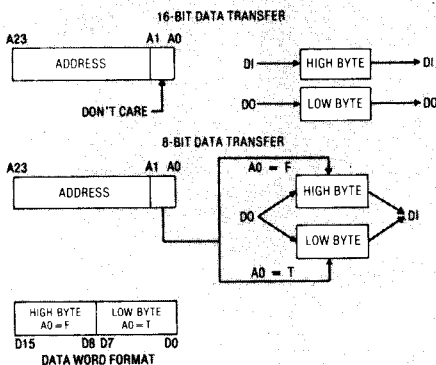 16-BIT DATA TRANSFER
A23 A1 A0
ADDRESS
DON'T CARE
DI HIGH BYTE DI
DO LOW BYTE DO
8-BIT DATA TRANSFER
A23 A1 A0
ADDRESS
A0 = F
HIGH BYTE
DO DI
LOW BYTE
A0 = T
HIGH BYTE LOW BYTE
A0 = F A0 = T
D15 D8 D7 D0
DATA WORD FORMAT